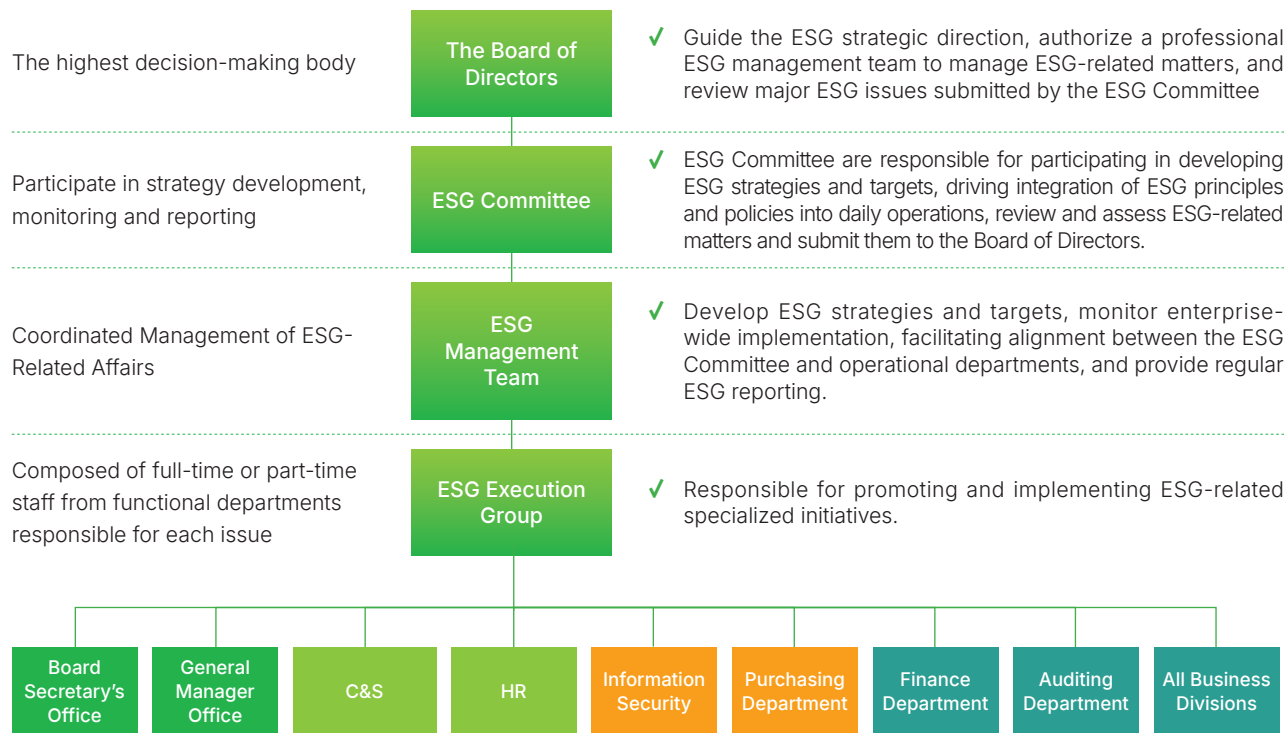 The highest decision-making body
The Board of
Directors
✓ Guide the ESG strategic direction, authorize a professional
ESG management team to manage ESG-related matters, and
review major ESG issues submitted by the ESG Committee
Participate in strategy development,
monitoring and reporting
ESG Committee
✓ ESG Committee are responsible for participating in developing
ESG strategies and targets, driving integration of ESG principles
and policies into daily operations, review and assess ESG-related
matters and submit them to the Board of Directors.
Coordinated Management of ESG-
Related Affairs
ESG
Management
Team
✓ Develop ESG strategies and targets, monitor enterprise-
wide implementation, facilitating alignment between the ESG
Committee and operational departments, and provide regular
ESG reporting.
Composed of full-time or part-time
staff from functional departments
responsible for each issue
ESG Execution
Group
✓ Responsible for promoting and implementing ESG-related
specialized initiatives.
Board
Secretary's
Office
General
Manager
Office
C&S
HR
Information
Security
Purchasing
Department
Finance
Department
Auditing
Department
All Business
Divisions